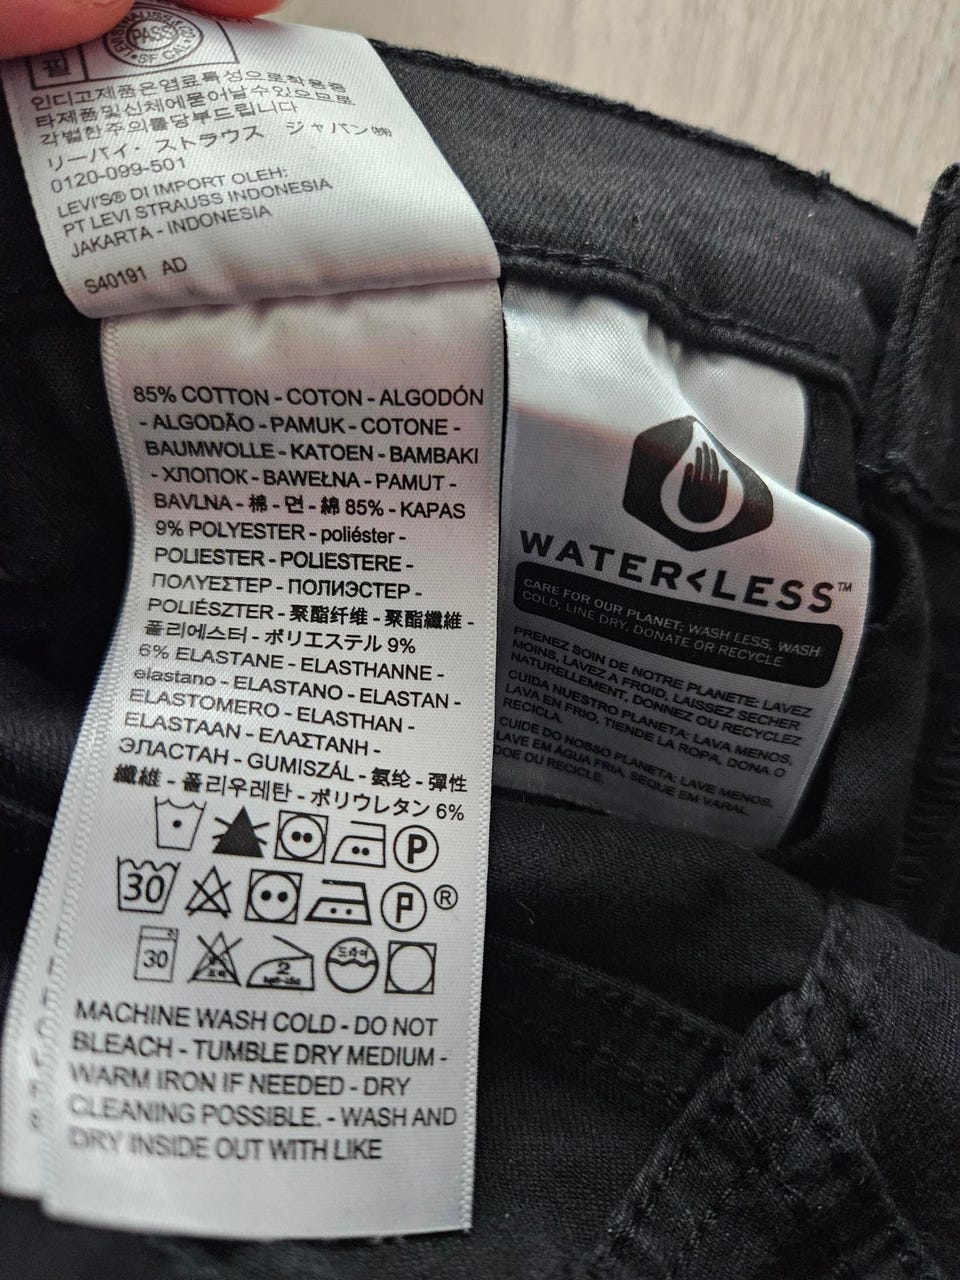 PASS
SF CAL
필
인디고제품은염료특성으로착용중
타제품및신체에묻어날수있으므로
각별한주의를당부드립니다
リーバイ・ストラウス ジャパン㈱
0120-099-501
LEVI'S® DI IMPORT OLEH:
PT LEVI STRAUSS INDONESIA
JAKARTA - INDONESIA
S40191 AD
85% COTTON - COTON - ALGODÓN
- ALGODÃO - PAMUK - COTONE -
BAUMWOLLE - KATOEN - BAMBAKI
- ХЛОПОК - BAWEŁNA - PAMUT -
BAVLNA - 棉 - 면 - 綿 85% - KAPAS
9% POLYESTER - poliéster -
POLIESTER - POLIESTERE -
ΠΟΛΥΕΣΤΕΡ - ПОЛИЭСТЕР -
POLIÉSZTER - 聚酯纤维 - 聚酯纖維 -
폴리에스터 - ポリエステル 9%
6% ELASTANE - ELASTHANNE -
elastano - ELASTANO - ELASTAN -
ELASTOMERO - ELASTHAN -
ELASTAAN - ΕΛΑΣΤΑΝΗ -
ЭЛАСТАН - GUMISZÁL - 氨纶 - 彈性
纖維 - 폴리우레탄 - ポリウレタン 6%
P
30 P ®
30 2 드라이
MACHINE WASH COLD - DO NOT
BLEACH - TUMBLE DRY MEDIUM -
WARM IRON IF NEEDED - DRY
CLEANING POSSIBLE. - WASH AND
DRY INSIDE OUT WITH LIKE
WATER<LESS™
CARE FOR OUR PLANET: WASH LESS, WASH
COLD, LINE DRY, DONATE OR RECYCLE
PRENEZ SOIN DE NOTRE PLANETE: LAVEZ
MOINS, LAVEZ A FROID, LAISSEZ SECHER
NATURELLEMENT, DONNEZ OU RECYCLEZ
CUIDA NUESTRO PLANETA: LAVA MENOS,
LAVA EN FRIO, TIENDE LA ROPA, DONA O
RECICLA.
CUIDE DO NOSSO PLANETA: LAVE MENOS,
LAVE EM ÁGUA FRIA, SEQUE EM VARAL,
DOE OU RECICLE.